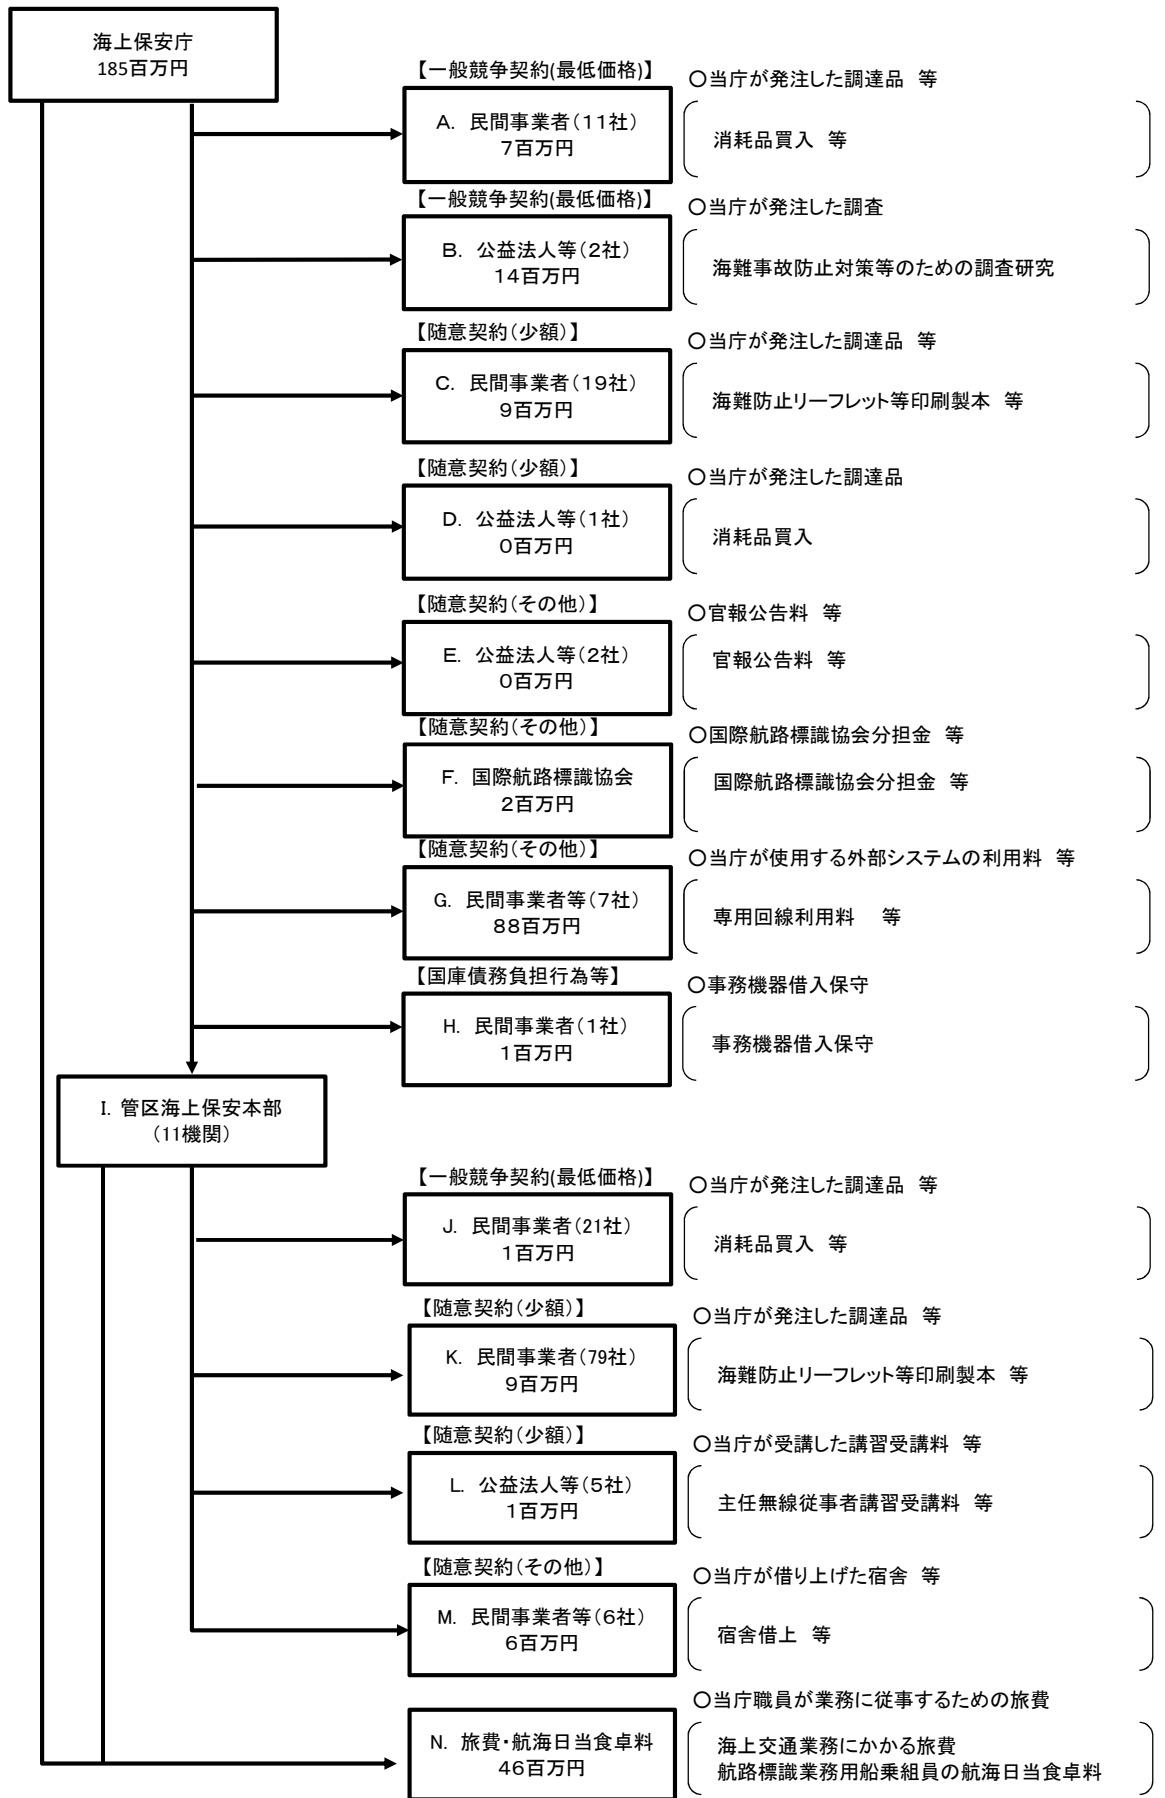 海上保安庁
185百万円
【一般競争契約(最低価格)】
○当庁が発注した調達品　等
A.　民間事業者（11社）
7百万円
消耗品買入　等
【一般競争契約(最低価格)】
○当庁が発注した調査
B.　公益法人等（2社）
14百万円
海難事故防止対策等のための調査研究
【随意契約（少額）】
○当庁が発注した調達品　等
C.　民間事業者（19社）
9百万円
海難防止リーフレット等印刷製本　等
【随意契約（少額）】
○当庁が発注した調達品
D.　公益法人等（1社）
0百万円
消耗品買入
【随意契約（その他）】
○官報公告料　等
E.　公益法人等（2社）
0百万円
官報公告料　等
【随意契約（その他）】
○国際航路標識協会分担金　等
F.　国際航路標識協会
2百万円
国際航路標識協会分担金　等
【随意契約（その他）】
○当庁が使用する外部システムの利用料　等
G.　民間事業者等（7社）
88百万円
専用回線利用料　等
【国庫債務負担行為等】
○事務機器借入保守
H.　民間事業者（1社）
1百万円
事務機器借入保守
I. 管区海上保安本部
（11機関）
【一般競争契約(最低価格)】
○当庁が発注した調達品　等
J.　民間事業者（21社）
1百万円
消耗品買入　等
【随意契約（少額）】
○当庁が発注した調達品　等
K.　民間事業者（79社）
9百万円
海難防止リーフレット等印刷製本　等
【随意契約（少額）】
○当庁が受講した講習受講料　等
L.　公益法人等（5社）
1百万円
主任無線従事者講習受講料　等
【随意契約（その他）】
○当庁が借り上げた宿舎　等
M.　民間事業者等（6社）
6百万円
宿舎借上　等
○当庁職員が業務に従事するための旅費
N.　旅費・航海日当食卓料
46百万円
海上交通業務にかかる旅費
航路標識業務用船乗組員の航海日当食卓料